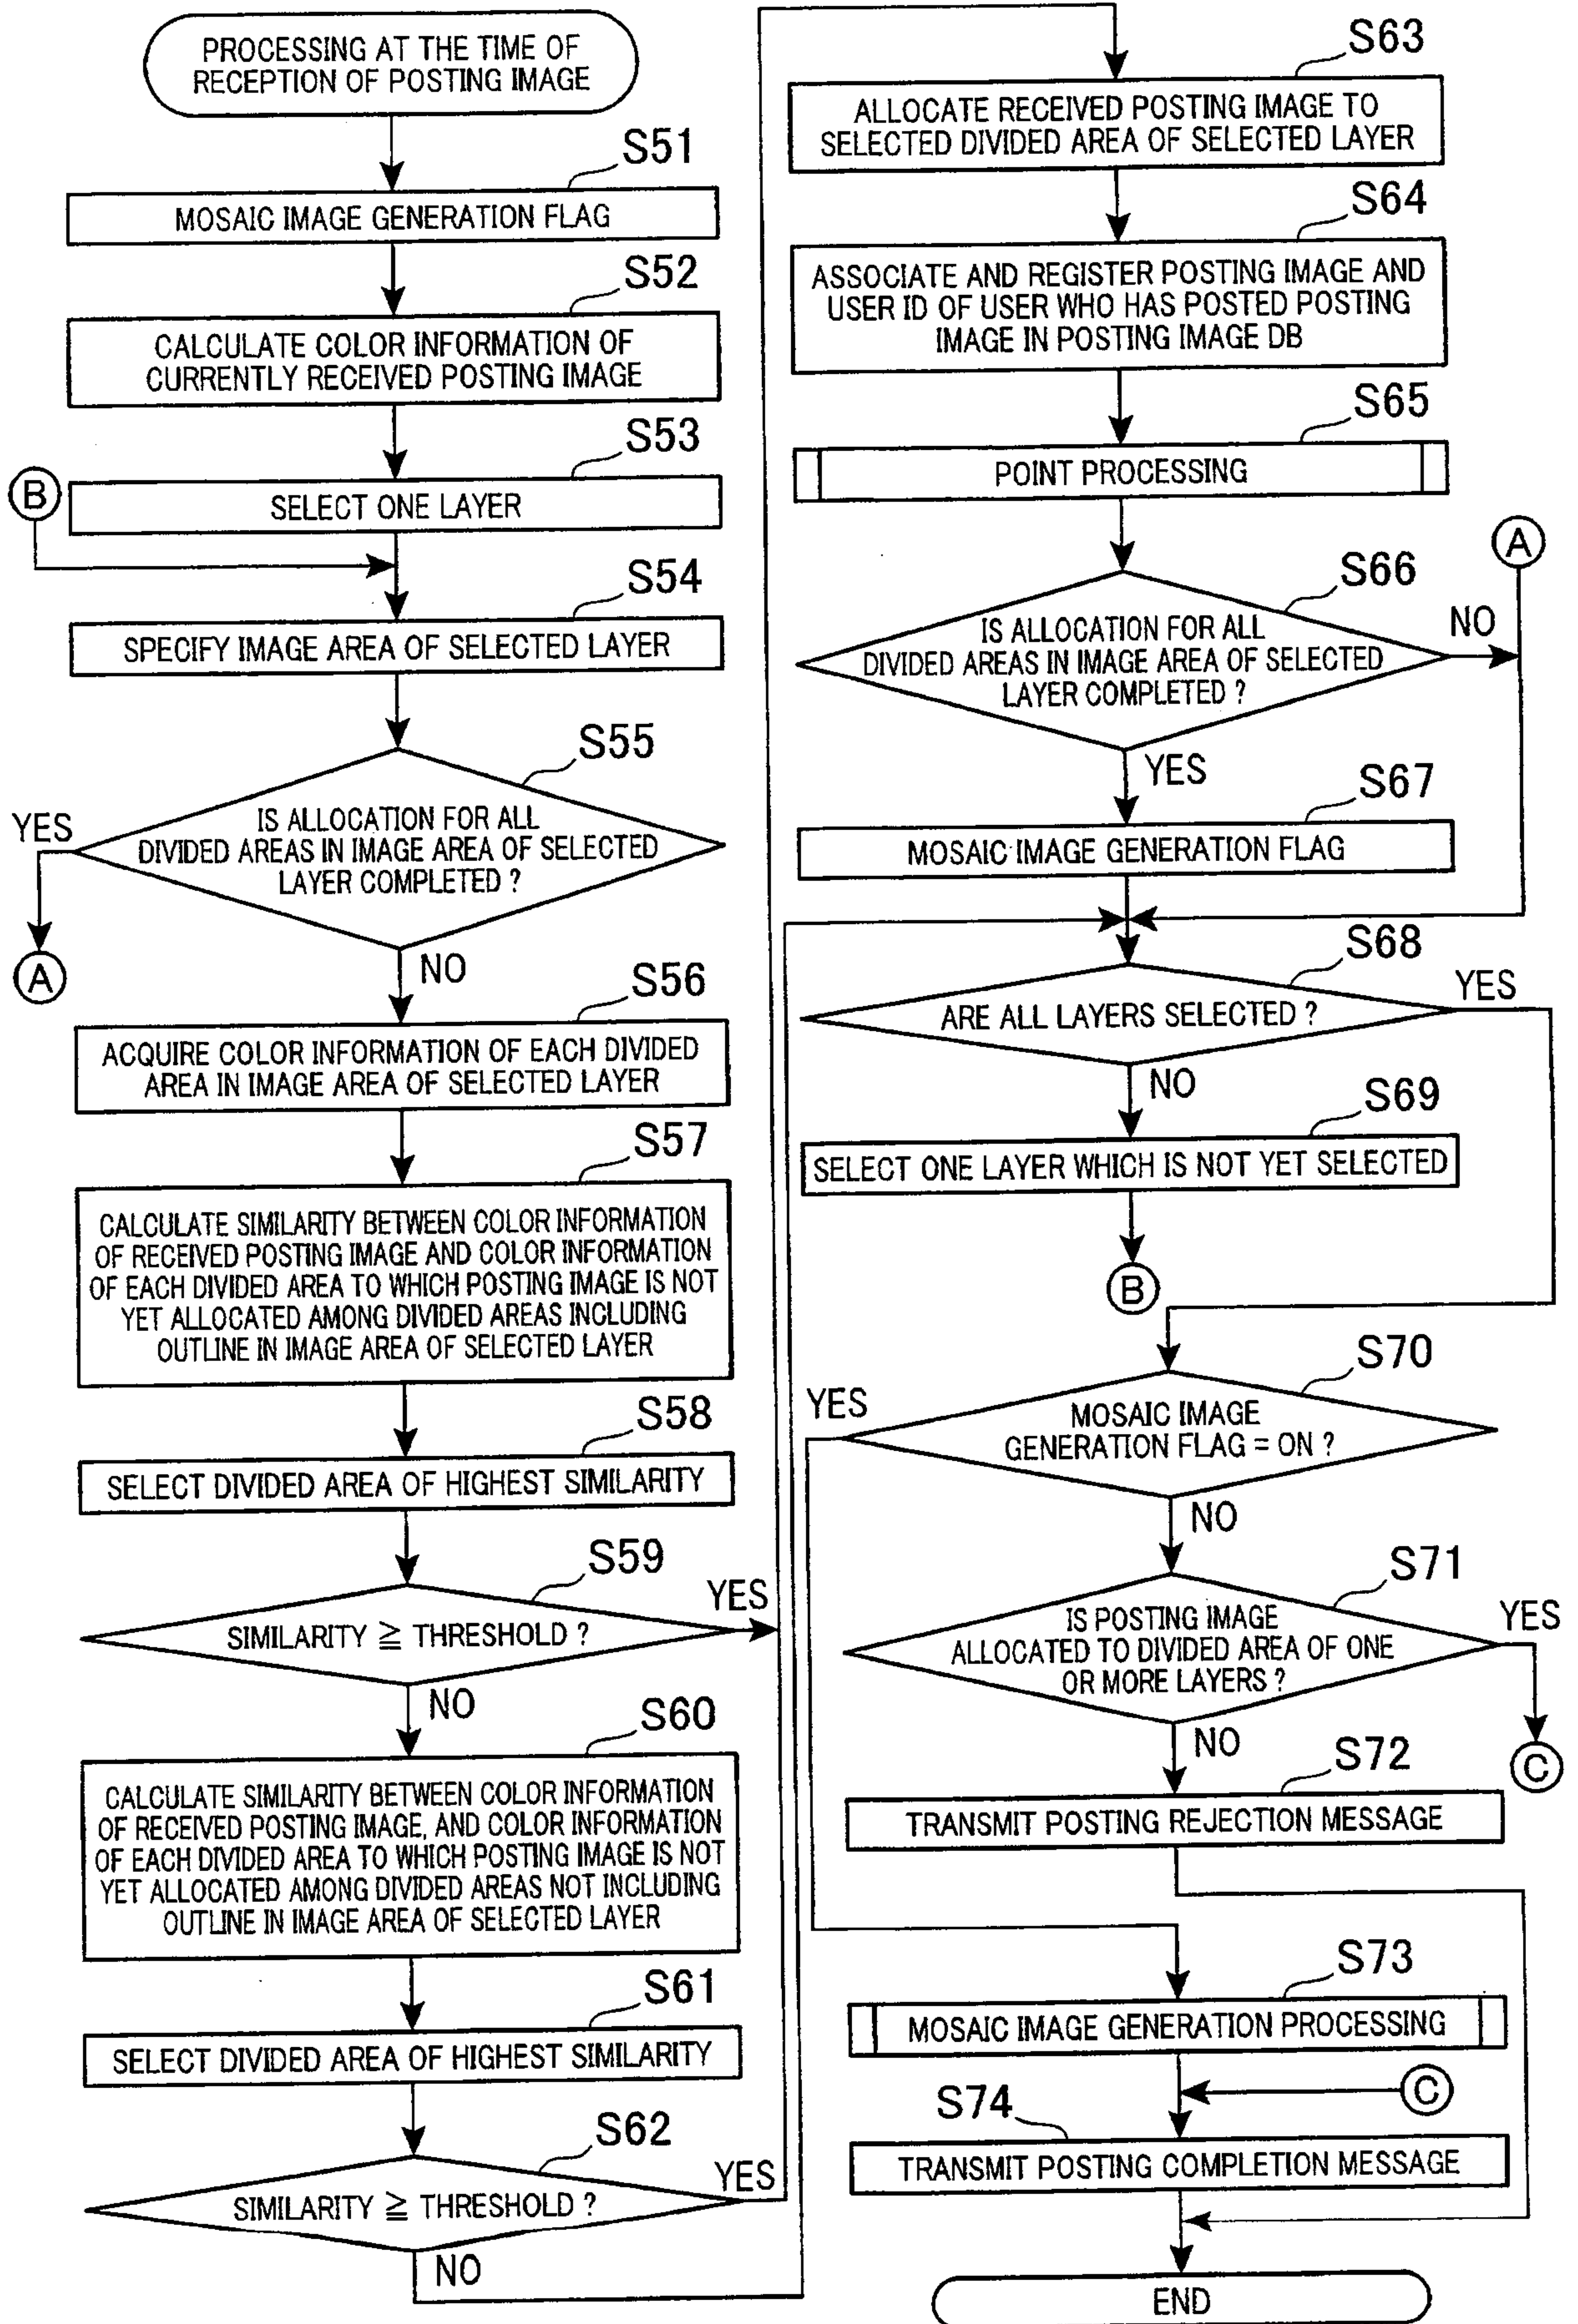 PROCESSING AT THE TIME OF
RECEPTION OF POSTING IMAGE
S51
MOSAIC IMAGE GENERATION FLAG
S52
CALCULATE COLOR INFORMATION OF
CURRENTLY RECEIVED POSTING IMAGE
S53
B
SELECT ONE LAYER
S54
SPECIFY IMAGE AREA OF SELECTED LAYER
S55
YES
IS ALLOCATION FOR ALL
DIVIDED AREAS IN IMAGE AREA OF SELECTED
LAYER COMPLETED ?
A
NO
S56
ACQUIRE COLOR INFORMATION OF EACH DIVIDED
AREA IN IMAGE AREA OF SELECTED LAYER
S57
CALCULATE SIMILARITY BETWEEN COLOR INFORMATION
OF RECEIVED POSTING IMAGE AND COLOR INFORMATION
OF EACH DIVIDED AREA TO WHICH POSTING IMAGE IS NOT
YET ALLOCATED AMONG DIVIDED AREAS INCLUDING
OUTLINE IN IMAGE AREA OF SELECTED LAYER
S58
SELECT DIVIDED AREA OF HIGHEST SIMILARITY
S59
YES
SIMILARITY ≧ THRESHOLD ?
NO
S60
CALCULATE SIMILARITY BETWEEN COLOR INFORMATION
OF RECEIVED POSTING IMAGE, AND COLOR INFORMATION
OF EACH DIVIDED AREA TO WHICH POSTING IMAGE IS NOT
YET ALLOCATED AMONG DIVIDED AREAS NOT INCLUDING
OUTLINE IN IMAGE AREA OF SELECTED LAYER
S61
SELECT DIVIDED AREA OF HIGHEST SIMILARITY
S62
YES
SIMILARITY ≧ THRESHOLD ?
NO
S63
ALLOCATE RECEIVED POSTING IMAGE TO
SELECTED DIVIDED AREA OF SELECTED LAYER
S64
ASSOCIATE AND REGISTER POSTING IMAGE AND
USER ID OF USER WHO HAS POSTED POSTING
IMAGE IN POSTING IMAGE DB
S65
POINT PROCESSING
A
S66
NO
IS ALLOCATION FOR ALL
DIVIDED AREAS IN IMAGE AREA OF SELECTED
LAYER COMPLETED ?
YES
S67
MOSAIC IMAGE GENERATION FLAG
S68
YES
ARE ALL LAYERS SELECTED ?
NO
S69
SELECT ONE LAYER WHICH IS NOT YET SELECTED
B
S70
YES
MOSAIC IMAGE
GENERATION FLAG = ON ?
NO
S71
YES
IS POSTING IMAGE
ALLOCATED TO DIVIDED AREA OF ONE
OR MORE LAYERS ?
NO
C
S72
TRANSMIT POSTING REJECTION MESSAGE
S73
MOSAIC IMAGE GENERATION PROCESSING
C
S74
TRANSMIT POSTING COMPLETION MESSAGE
END